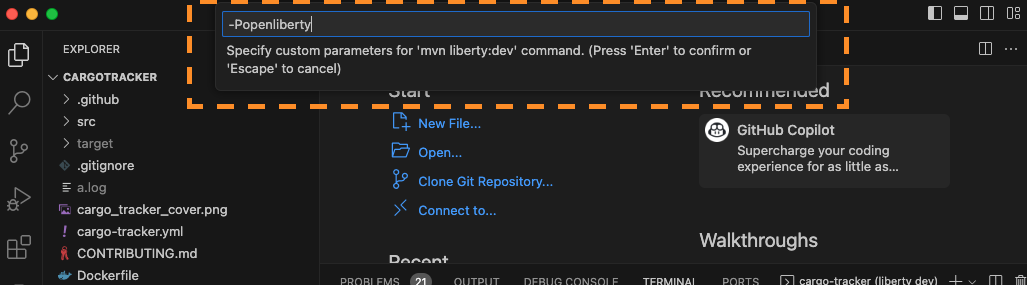 -Popenliberty
Specify custom parameters for 'mvn liberty:dev' command. (Press 'Enter' to confirm or
'Escape' to cancel)
EXPLORER
CARGOTRACKER
.github
src
target
.gitignore
a.log
cargo_tracker_cover.png
cargo-tracker.yml
CONTRIBUTING.md
Dockerfile
Start
New File...
Open...
Clone Git Repository...
Connect to...
Recent
Recommended
GitHub Copilot
Supercharge your coding
experience for as little as...
Walkthroughs
PROBLEMS 21 OUTPUT DEBUG CONSOLE TERMINAL PORTS cargo-tracker (liberty dev)